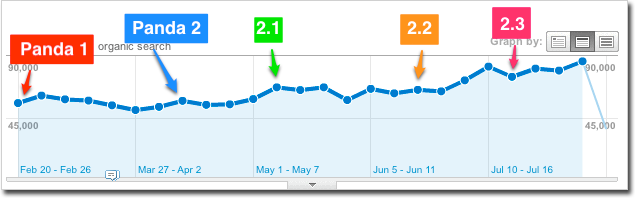 Panda 1
organic search
Panda 2
2.1
2.2
2.3
Graph by:
90,000
90,000
45,000
45,000
Feb 20 - Feb 26
Mar 27 - Apr 2
May 1 - May 7
Jun 5 - Jun 11
Jul 10 - Jul 16